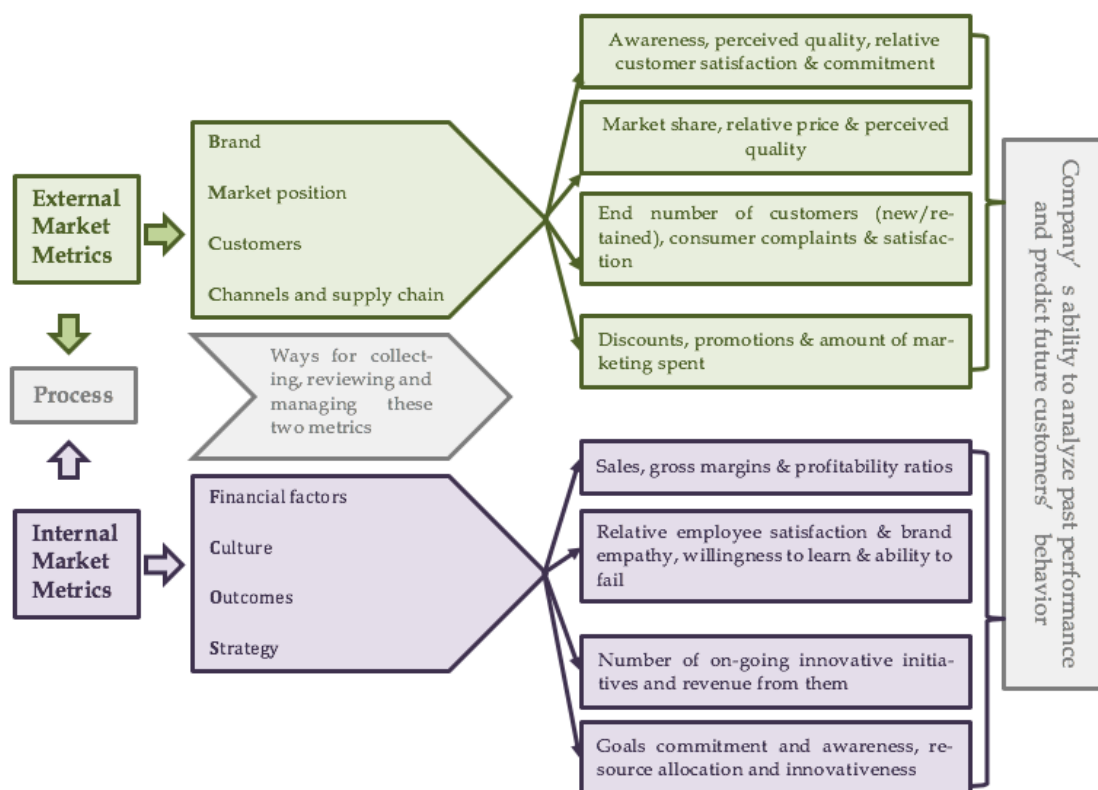 External
Market
Metrics
Brand
Market position
Customers
Channels and supply chain
Awareness, perceived quality, relative
customer satisfaction & commitment
Market share, relative price & perceived
quality
End number of customers (new/re-
tained), consumer complaints & satisfac-
tion
Discounts, promotions & amount of mar-
keting spent
Process
Ways for collect-
ing, reviewing and
managing these
two metrics
Internal
Market
Metrics
Financial factors
Culture
Outcomes
Strategy
Sales, gross margins & profitability ratios
Relative employee satisfaction & brand
empathy, willingness to learn & ability to
fail
Number of on-going innovative initia-
tives and revenue from them
Goals commitment and awareness, re-
source allocation and innovativeness
Company's ability to analyze past performance
and predict future customers' behavior